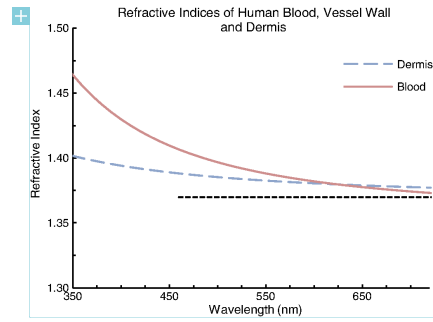 Refractive Indices of Human Blood, Vessel Wall
and Dermis
1.50
1.45
1.40
1.35
1.30
Refractive Index
Dermis
Blood
350
450
550
650
Wavelength (nm)